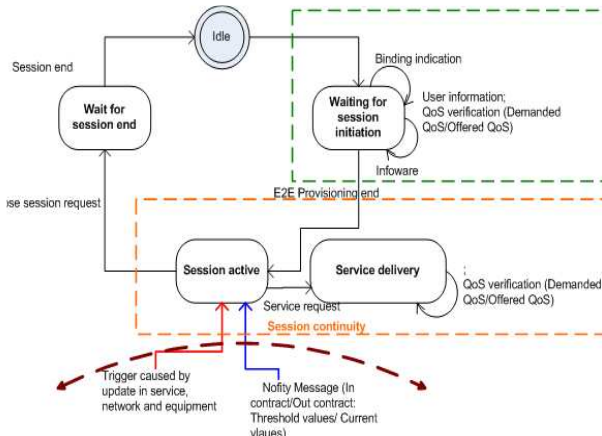 Idle
Session end
Binding indication
Wait for
session end
Waiting for
session
initiation
User information;
QoS verification (Demanded
QoS/Offered QoS)
Infoware
E2E Provisioning end
ose session request
Session active
Service delivery
QoS verification (Demanded
QoS/Offered QoS)
Service request
Session continuity
Trigger caused by
update in service,
network and equipment
Nofity Message (In
contract/Out contract:
Threshold values/ Current
vlaues)